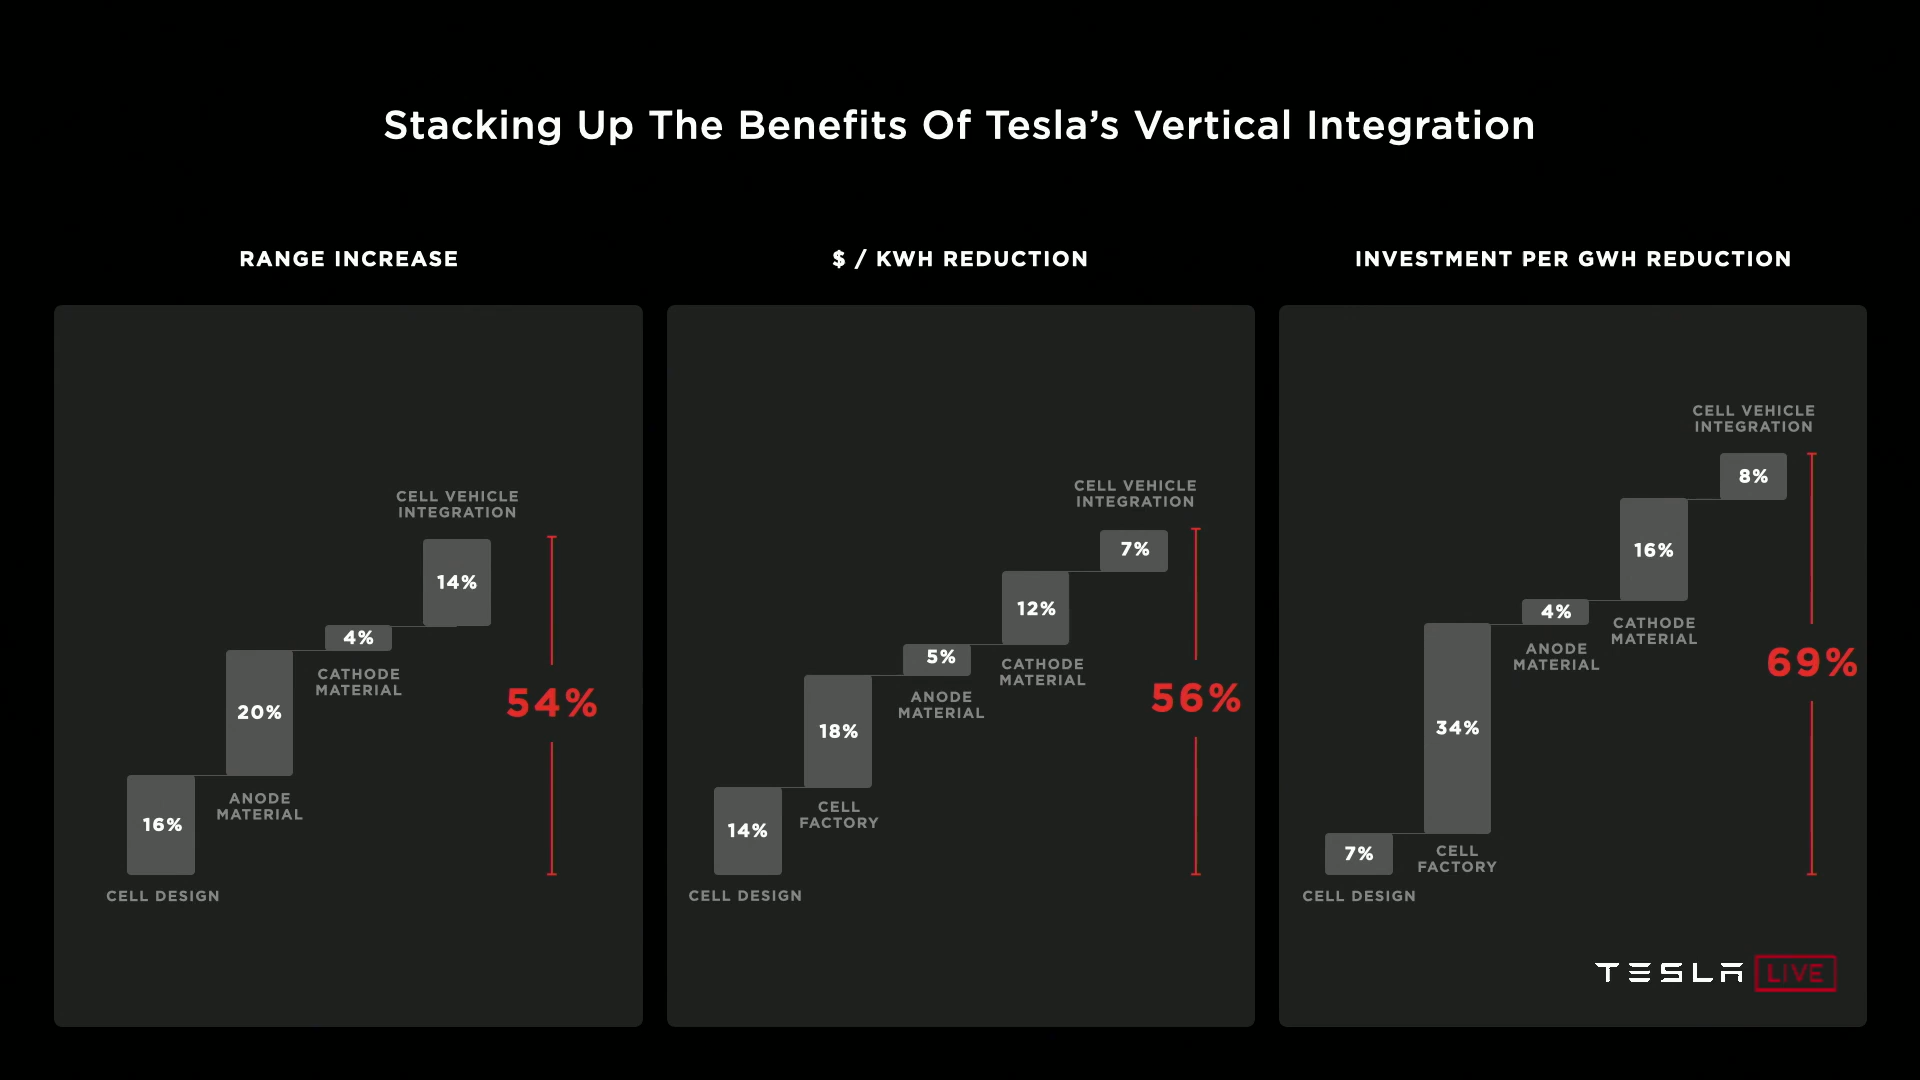 Stacking Up The Benefits Of Tesla’s Vertical Integration
RANGE INCREASE
CELL VEHICLE
INTEGRATION
14%
4%
CATHODE
MATERIAL
20%
ANODE
MATERIAL
16%
CELL DESIGN
54%
$ / KWH REDUCTION
CELL VEHICLE
INTEGRATION
7%
12%
CATHODE
MATERIAL
5%
ANODE
MATERIAL
18%
CELL
FACTORY
14%
CELL DESIGN
56%
INVESTMENT PER GWH REDUCTION
CELL VEHICLE
INTEGRATION
8%
16%
CATHODE
MATERIAL
4%
ANODE
MATERIAL
34%
CELL
FACTORY
7%
CELL DESIGN
69%
TESLA LIVE